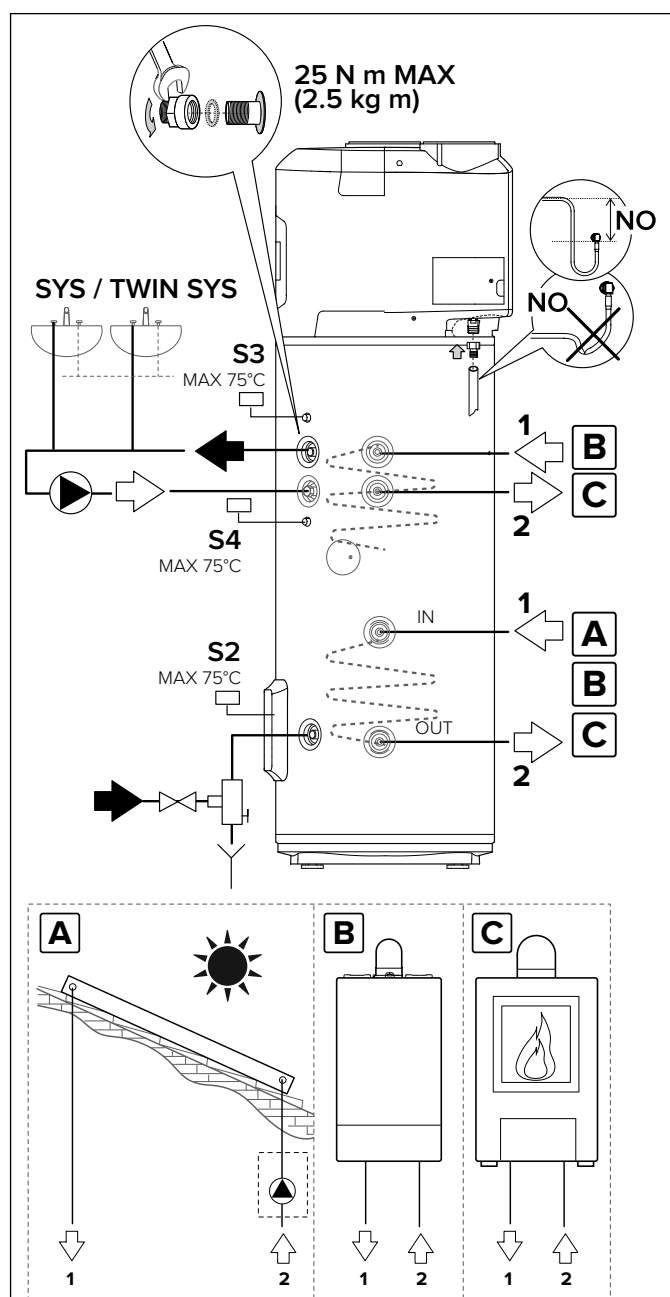 25 N m MAX
(2.5 kg m)
NO
SYS / TWIN SYS
NO
S3
MAX 75°C
1
B
C
2
S4
MAX 75°C
1
IN
A
S2
MAX 75°C
B
OUT
C
2
A
B
C
1
2
1
2
1
2